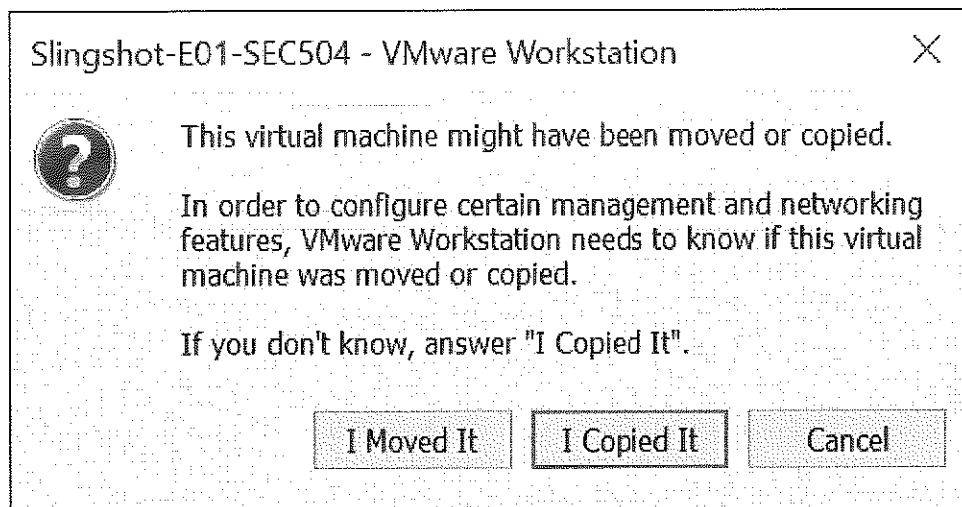 Slingshot-E01-SEC504 - VMware Workstation
This virtual machine might have been moved or copied.
In order to configure certain management and networking
features, VMware Workstation needs to know if this virtual
machine was moved or copied.
If you don't know, answer "I Copied It".
I Moved It
I Copied It
Cancel